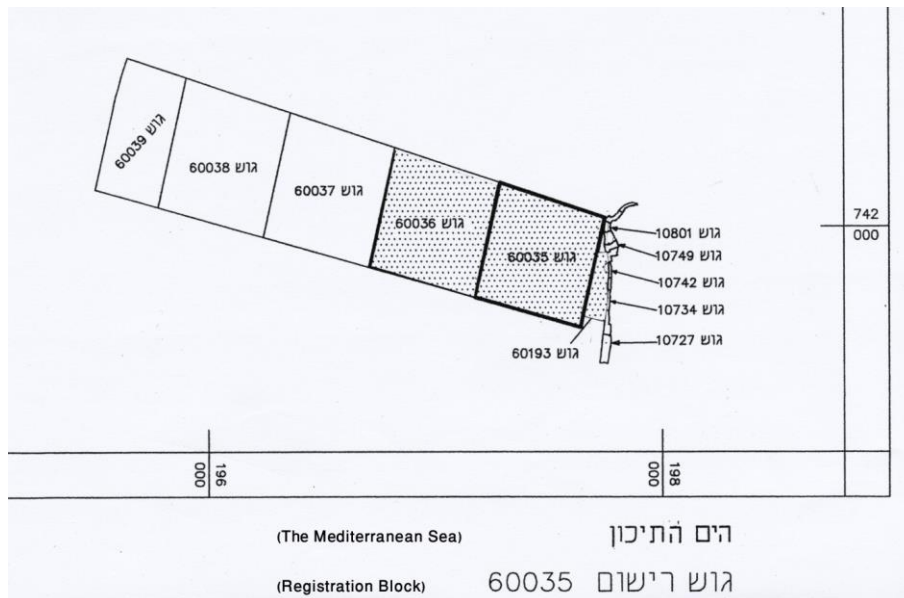 גוש 60039
גוש 60038
גוש 60037
גוש 60036
גוש 60035
גוש 10801
גוש 10749
גוש 10742
גוש 10734
גוש 10727
גוש 60193
742
000
196
000
198
000
הים התיכון (The Mediterranean Sea)
גוש רישום 60035 (Registration Block)